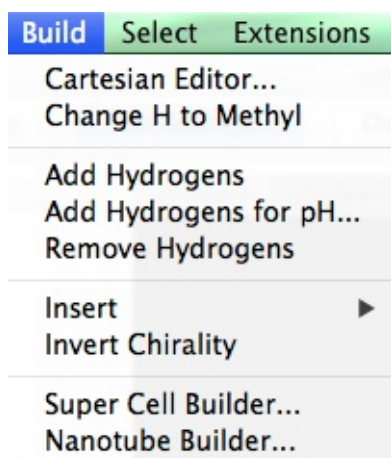 Build Select Extensions
Cartesian Editor...
Change H to Methyl
Add Hydrogens
Add Hydrogens for pH...
Remove Hydrogens
Insert
Invert Chirality
Super Cell Builder...
Nanotube Builder...